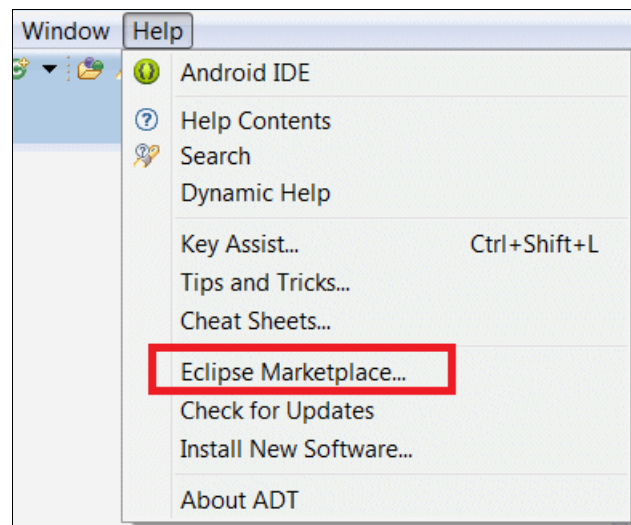 Window Help
Android IDE
Help Contents
Search
Dynamic Help
Key Assist... Ctrl+Shift+L
Tips and Tricks...
Cheat Sheets...
Eclipse Marketplace...
Check for Updates
Install New Software...
About ADT